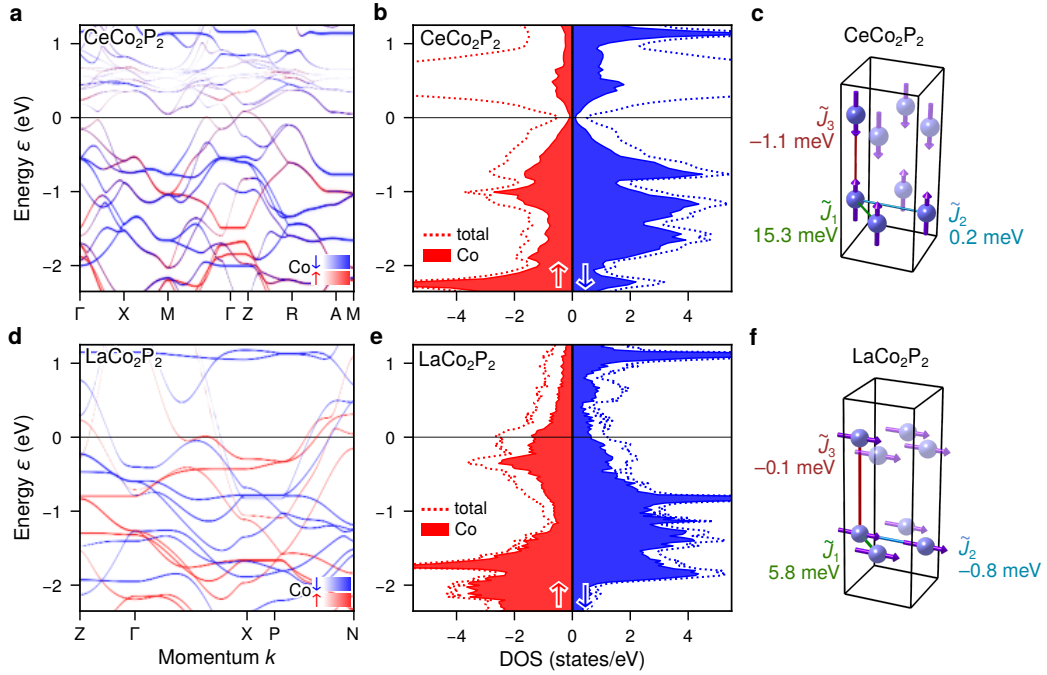 a
CeCo₂P₂
Energy ε (eV)
1
0
−1
−2
Co ↓
↑
Γ X M Γ Z R A M
b
CeCo₂P₂
total
Co
⇧ ⇩
−4 −2 0 2 4
c
CeCo₂P₂
J̃₃
−1.1 meV
J̃₁
15.3 meV
J̃₂
0.2 meV
d
LaCo₂P₂
Energy ε (eV)
1
0
−1
−2
Co ↓
↑
Z Γ X P N
Momentum k
e
LaCo₂P₂
total
Co
⇧ ⇩
−4 −2 0 2 4
DOS (states/eV)
f
LaCo₂P₂
J̃₃
−0.1 meV
J̃₁
5.8 meV
J̃₂
−0.8 meV